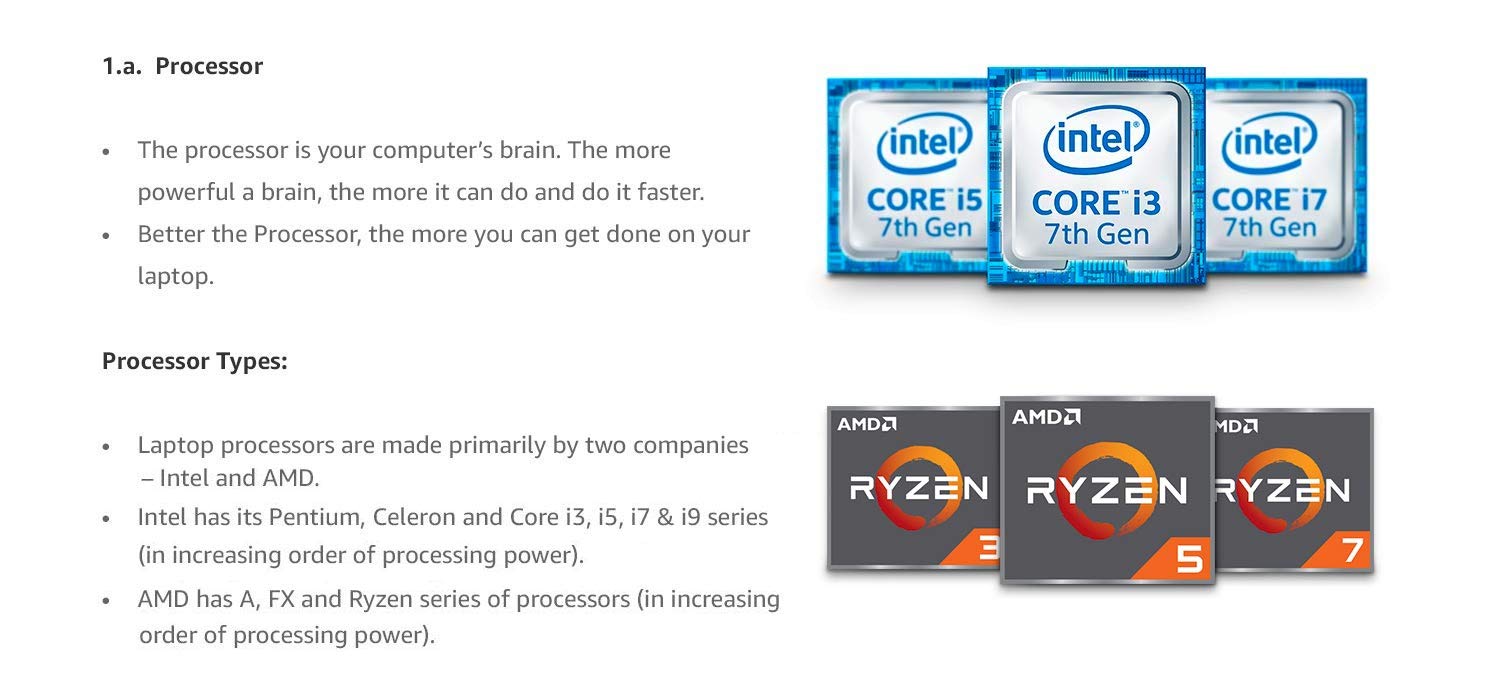 1.a. Processor
• The processor is your computer’s brain. The more
powerful a brain, the more it can do and do it faster.
• Better the Processor, the more you can get done on your
laptop.
Processor Types:
• Laptop processors are made primarily by two companies
– Intel and AMD.
• Intel has its Pentium, Celeron and Core i3, i5, i7 & i9 series
(in increasing order of processing power).
• AMD has A, FX and Ryzen series of processors (in increasing
order of processing power).
intel®
CORE™ i5
7th Gen
intel®
CORE™ i3
7th Gen
intel®
CORE™ i7
7th Gen
AMD
RYZEN
3
AMD
RYZEN
5
MD
RYZEN
7